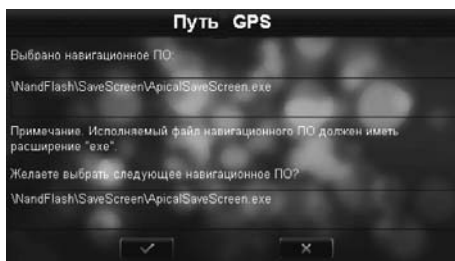 Путь GPS
Выбрано навигационное ПО:
\NandFlash\SaveScreen\ApicalSaveScreen.exe
Примечание. Исполняемый файл навигационного ПО должен иметь
расширение "exe".
Желаете выбрать следующее навигационное ПО?
\NandFlash\SaveScreen\ApicalSaveScreen.exe